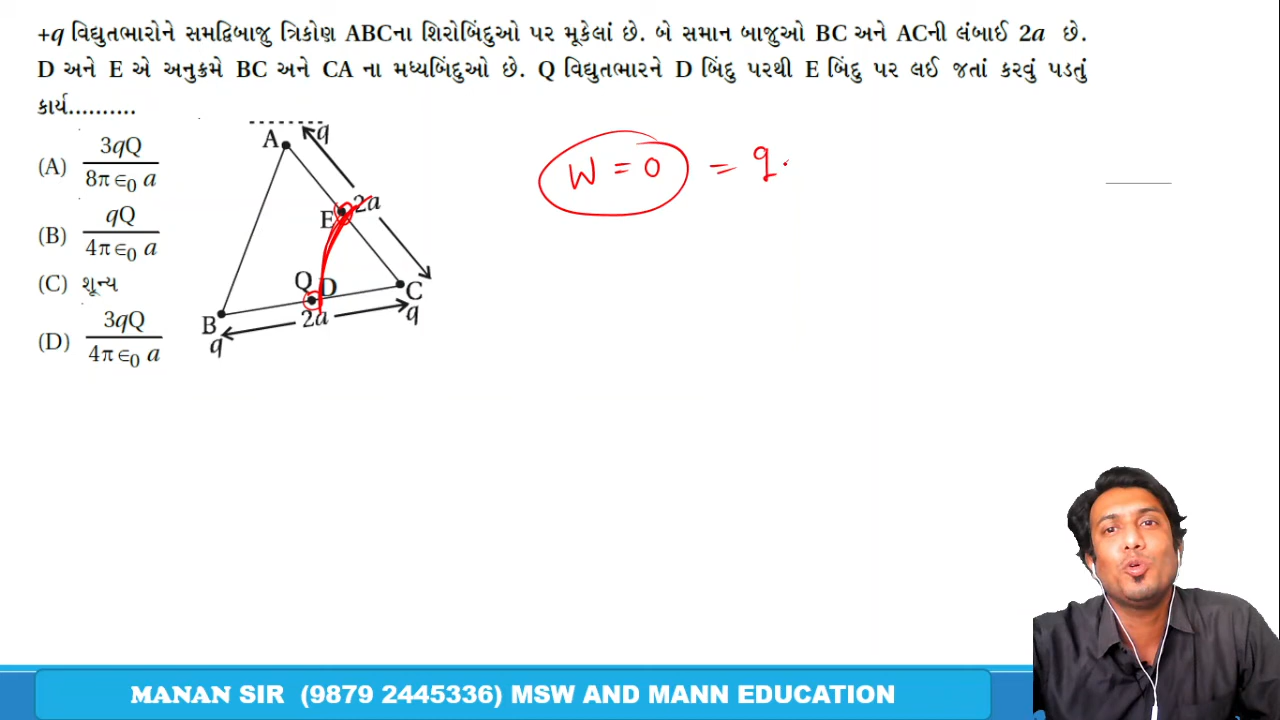 +q વિદ્યુતભારોને સમદ્વિબાજુ ત્રિકોણ ABCના શિરોબિંદુઓ પર મૂકેલાં છે. બે સમાન બાજુઓ BC અને ACની લંબાઈ 2a છે.
D અને E એ અનુક્રમે BC અને CA ના મધ્યબિંદુઓ છે. Q વિદ્યુતભારને D બિંદુ પરથી E બિંદુ પર લઈ જતાં કરવું પડતું
કાર્ય..........
(A) 3qQ / 8π∈₀ a
(B) qQ / 4π∈₀ a
(C) શૂન્ય
(D) 3qQ / 4π∈₀ a
A q
E 2a
Q D C
B 2a q
q
W = 0 = q.
MANAN SIR (9879 2445336) MSW AND MANN EDUCATION